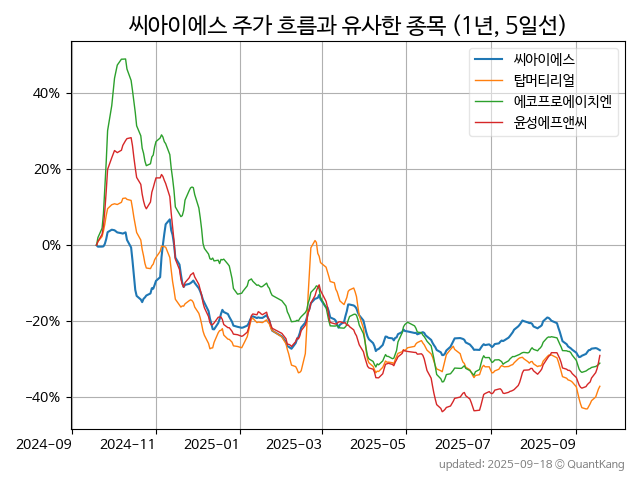 씨아이에스 주가 흐름과 유사한 종목 (1년, 5일선)
씨아이에스
탑머티리얼
에코프로에이치엔
윤성에프앤씨
40%
20%
0%
−20%
−40%
2024-09
2024-11
2025-01
2025-03
2025-05
2025-07
2025-09
updated: 2025-09-18 © QuantKang